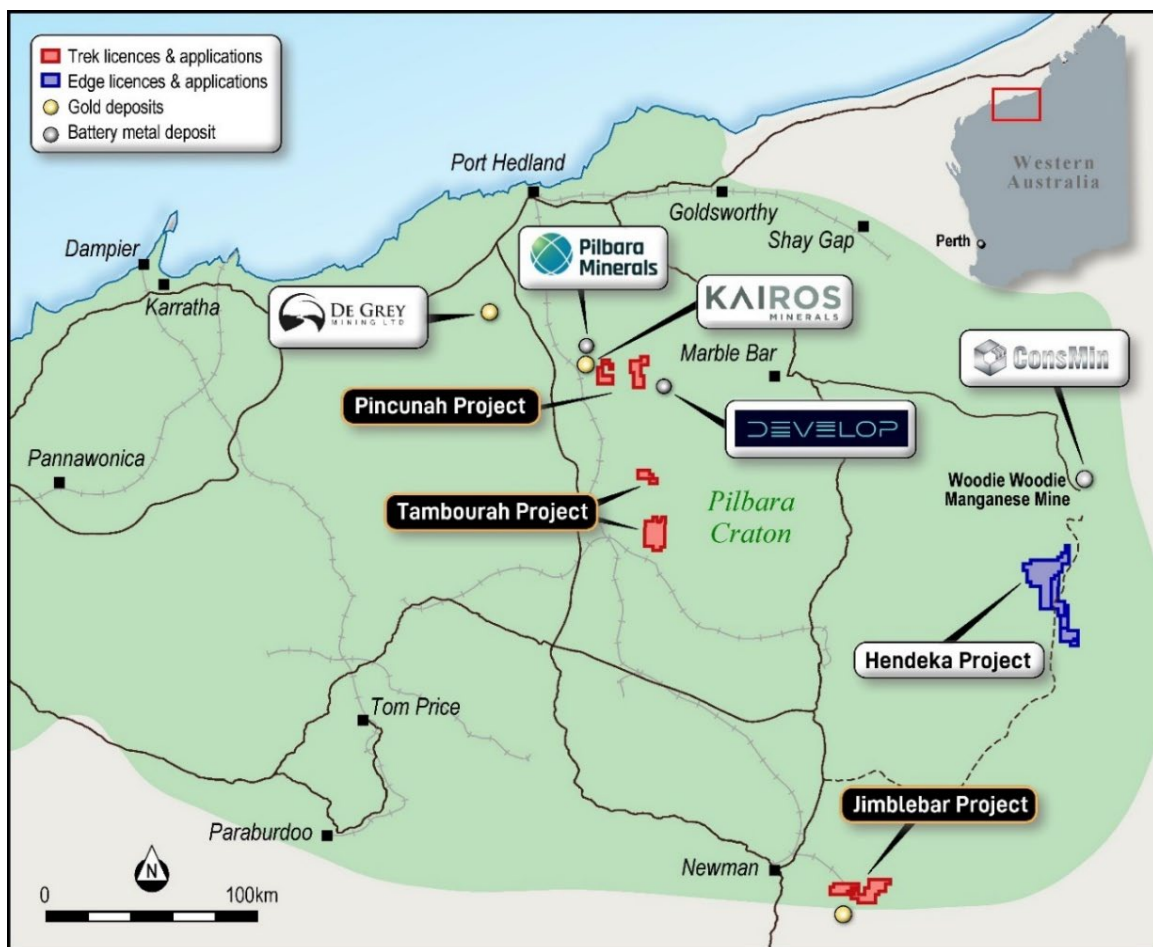 Trek licences & applications
Edge licences & applications
Gold deposits
Battery metal deposit
Western
Australia
Perth
Port Hedland
Goldsworthy
Shay Gap
Dampier
Karratha
Pilbara
Minerals
DE GREY
MINING LTD
KAIROS
MINERALS
Marble Bar
ConsMin
Pincunah Project
DEVELOP
Pannawonica
Woodie Woodie
Manganese Mine
Tambourah Project
Pilbara
Craton
Hendeka Project
Tom Price
Jimblebar Project
Paraburdoo
Newman
N
0 100km